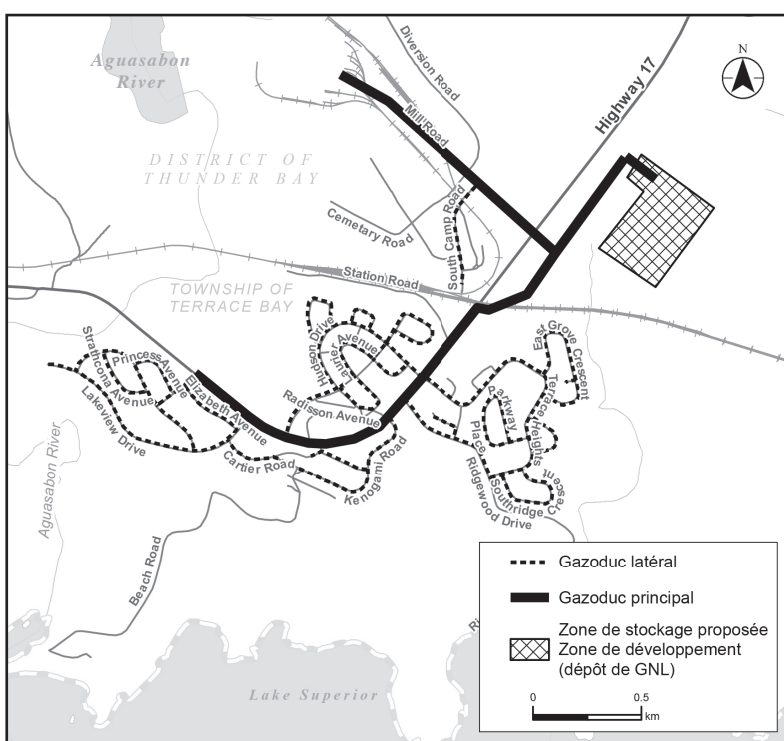 Aguasabon
River
Diversion Road
Highway 17
N
Mill Road
DISTRICT OF
THUNDER BAY
South Camp Road
Cemetary Road
Station Road
TOWNSHIP OF
TERRACE BAY
Hudson Drive
Laurier Avenue
East Grove Crescent
Strathcona Avenue
Princess Avenue
Elizabeth Avenue
Lakeview Drive
Radisson Avenue
Parkway
Terrace Heights
Place
Cartier Road
Kenogami Road
Southridge Crescent
Ridgewood Drive
Aguasabon River
Beach Road
Lake Superior
Gazoduc latéral
Gazoduc principal
Zone de stockage proposée
Zone de développement
(dépôt de GNL)
0 0.5
km